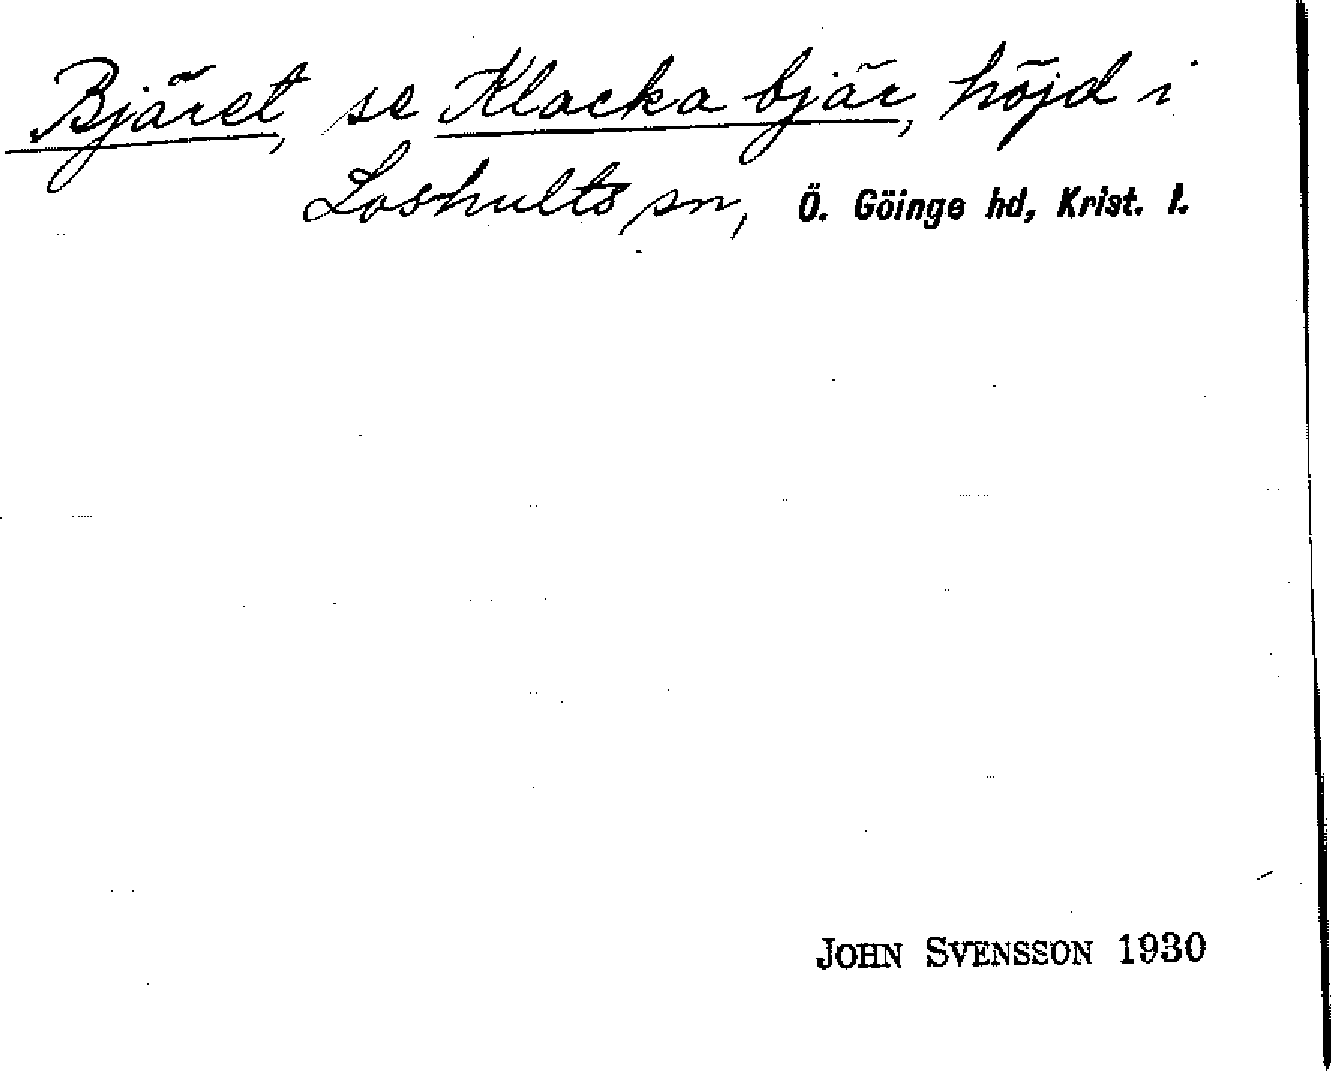 Bjäret, se Klacka bjär, höjd i
Loshults sn, Ö. Göinge hd, Krist. l.
JOHN SVENSSON 1930